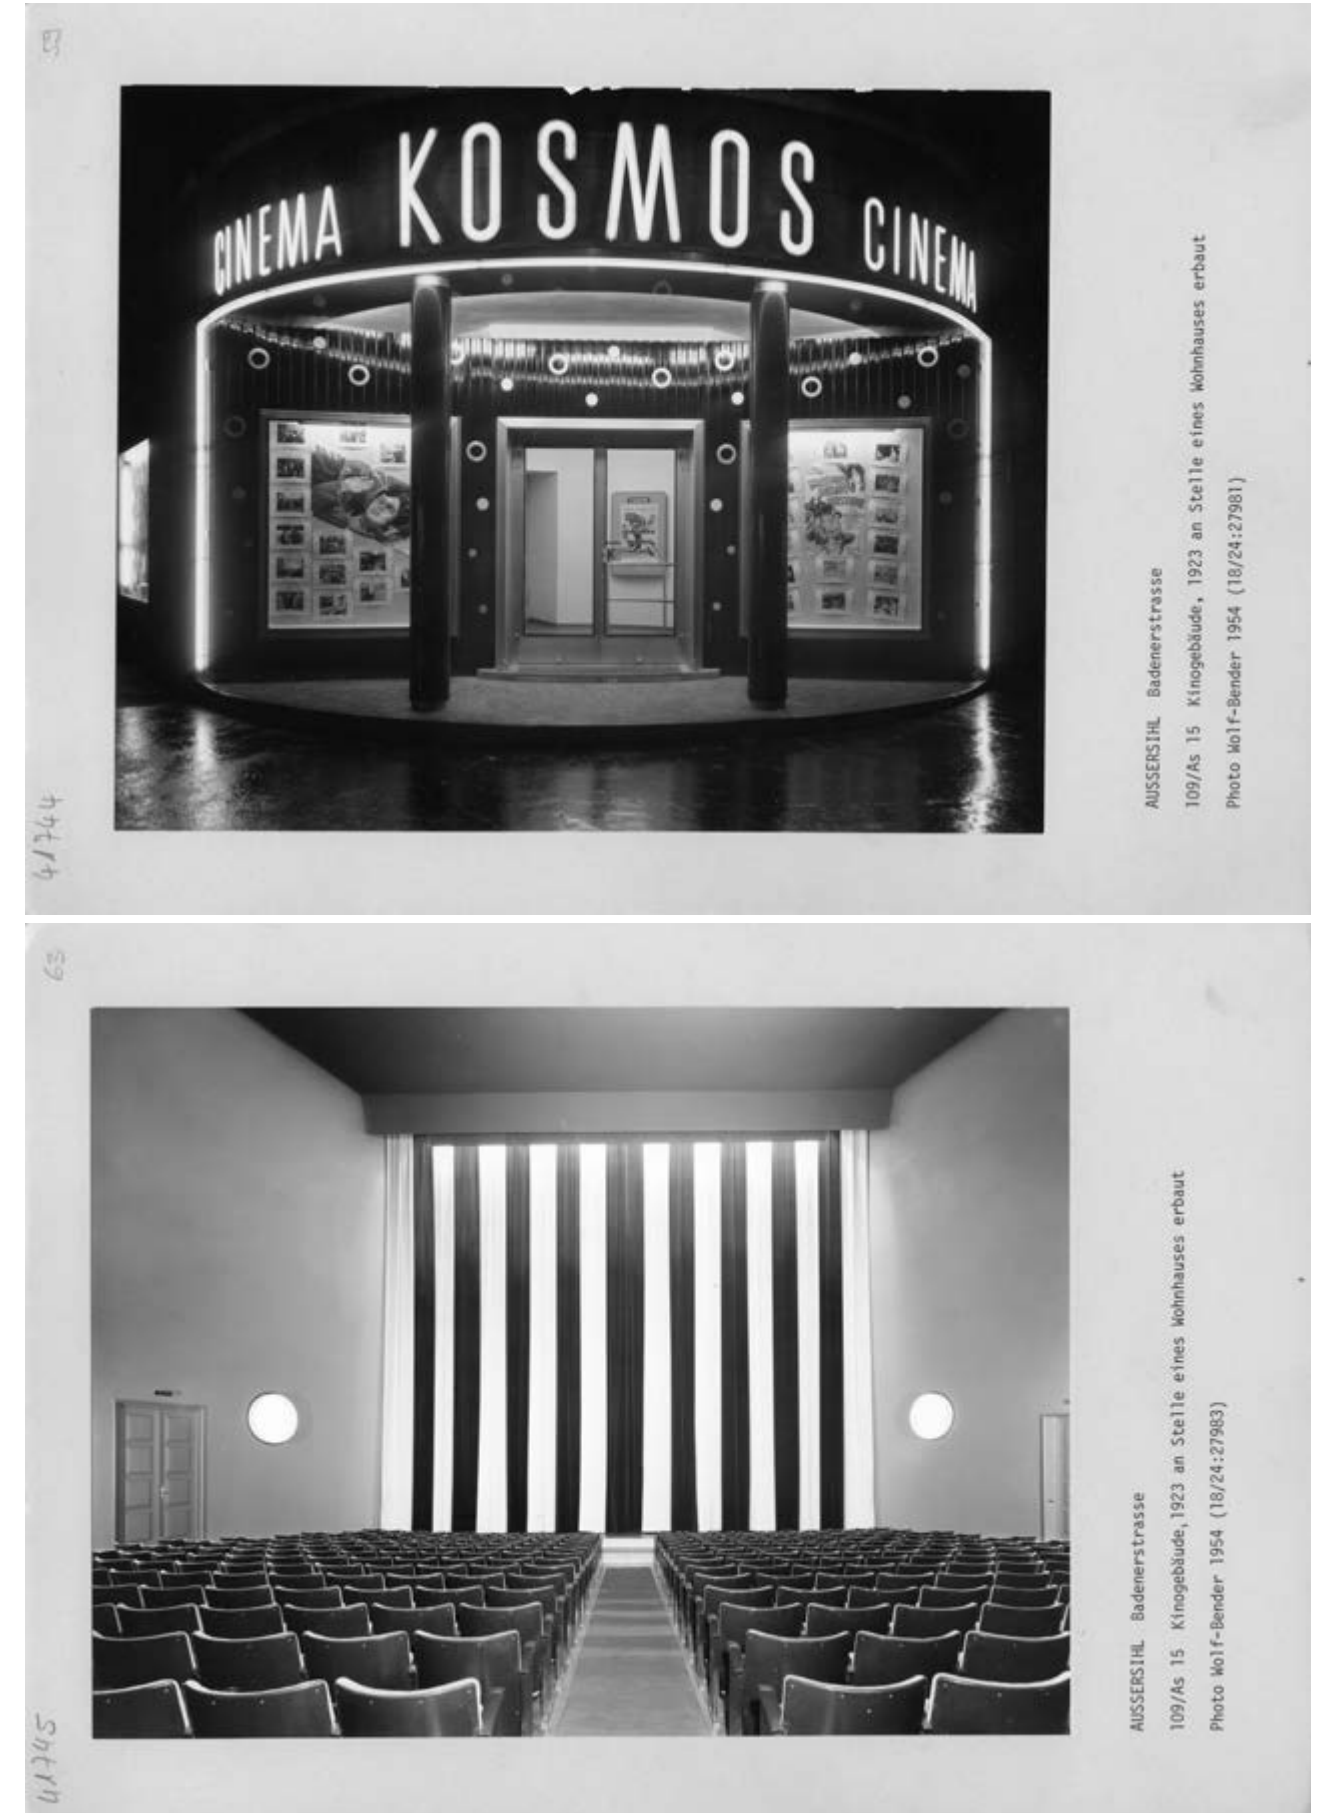 59
CINEMA KOSMOS CINEMA
41744
AUSSERSIHL Badenerstrasse
109/As 15 Kinogebäude, 1923 an Stelle eines Wohnhauses erbaut
Photo Wolf-Bender 1954 (18/24:27981)
63
41745
AUSSERSIHL Badenerstrasse
109/As 15 Kinogebäude,1923 an Stelle eines Wohnhauses erbaut
Photo Wolf-Bender 1954 (18/24:27983)